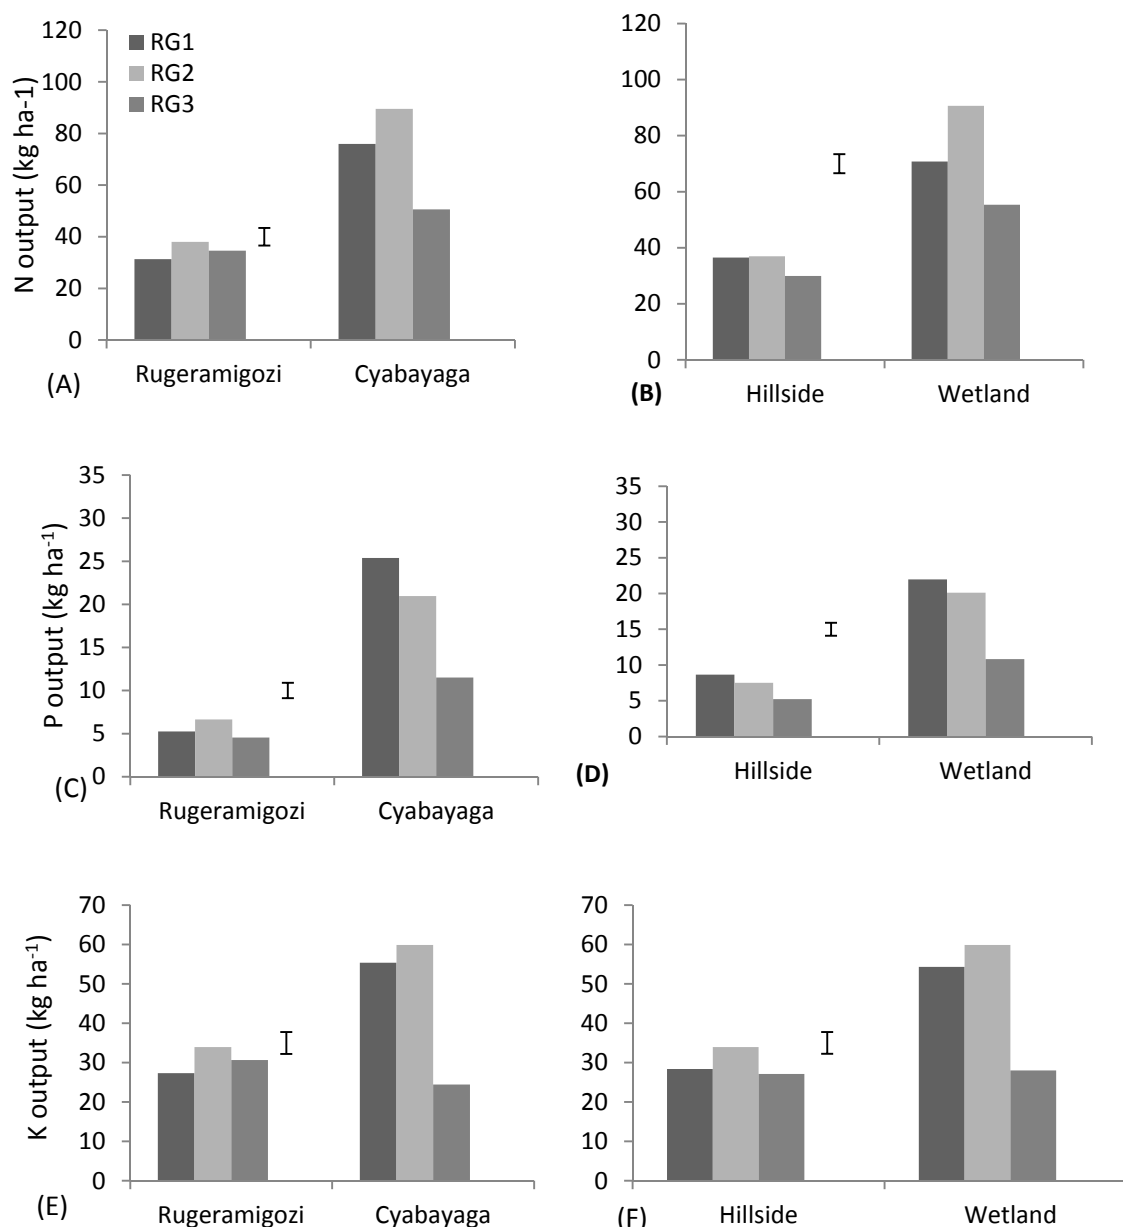 120
100
80
60
40
20
0
N output (kg ha-1)
RG1
RG2
RG3
Rugeramigozi Cyabayaga
(A)
120
100
80
60
40
20
0
Hillside Wetland
(B)
35
30
25
20
15
10
5
0
P output (kg ha-1)
Rugeramigozi Cyabayaga
(C)
35
30
25
20
15
10
5
0
Hillside Wetland
(D)
70
60
50
40
30
20
10
0
K output (kg ha-1)
Rugeramigozi Cyabayaga
(E)
70
60
50
40
30
20
10
0
Hillside Wetland
(F)